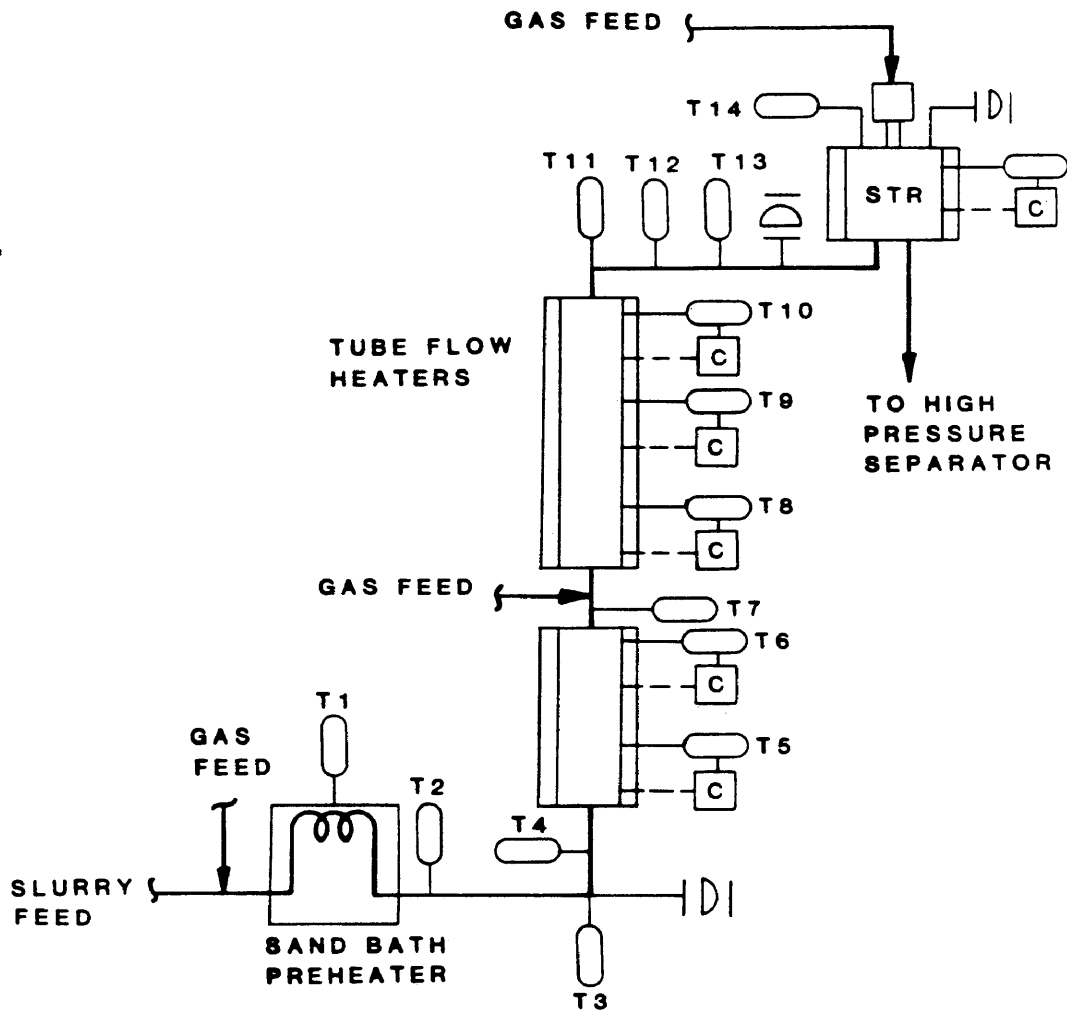 GAS FEED
T14
T11
T12
T13
STR
C
T10
C
TUBE FLOW
HEATERS
T9
C
TO HIGH
PRESSURE
SEPARATOR
T8
C
GAS FEED
T7
T6
C
T1
GAS
FEED
T5
C
T2
T4
SLURRY
FEED
SAND BATH
PREHEATER
T3